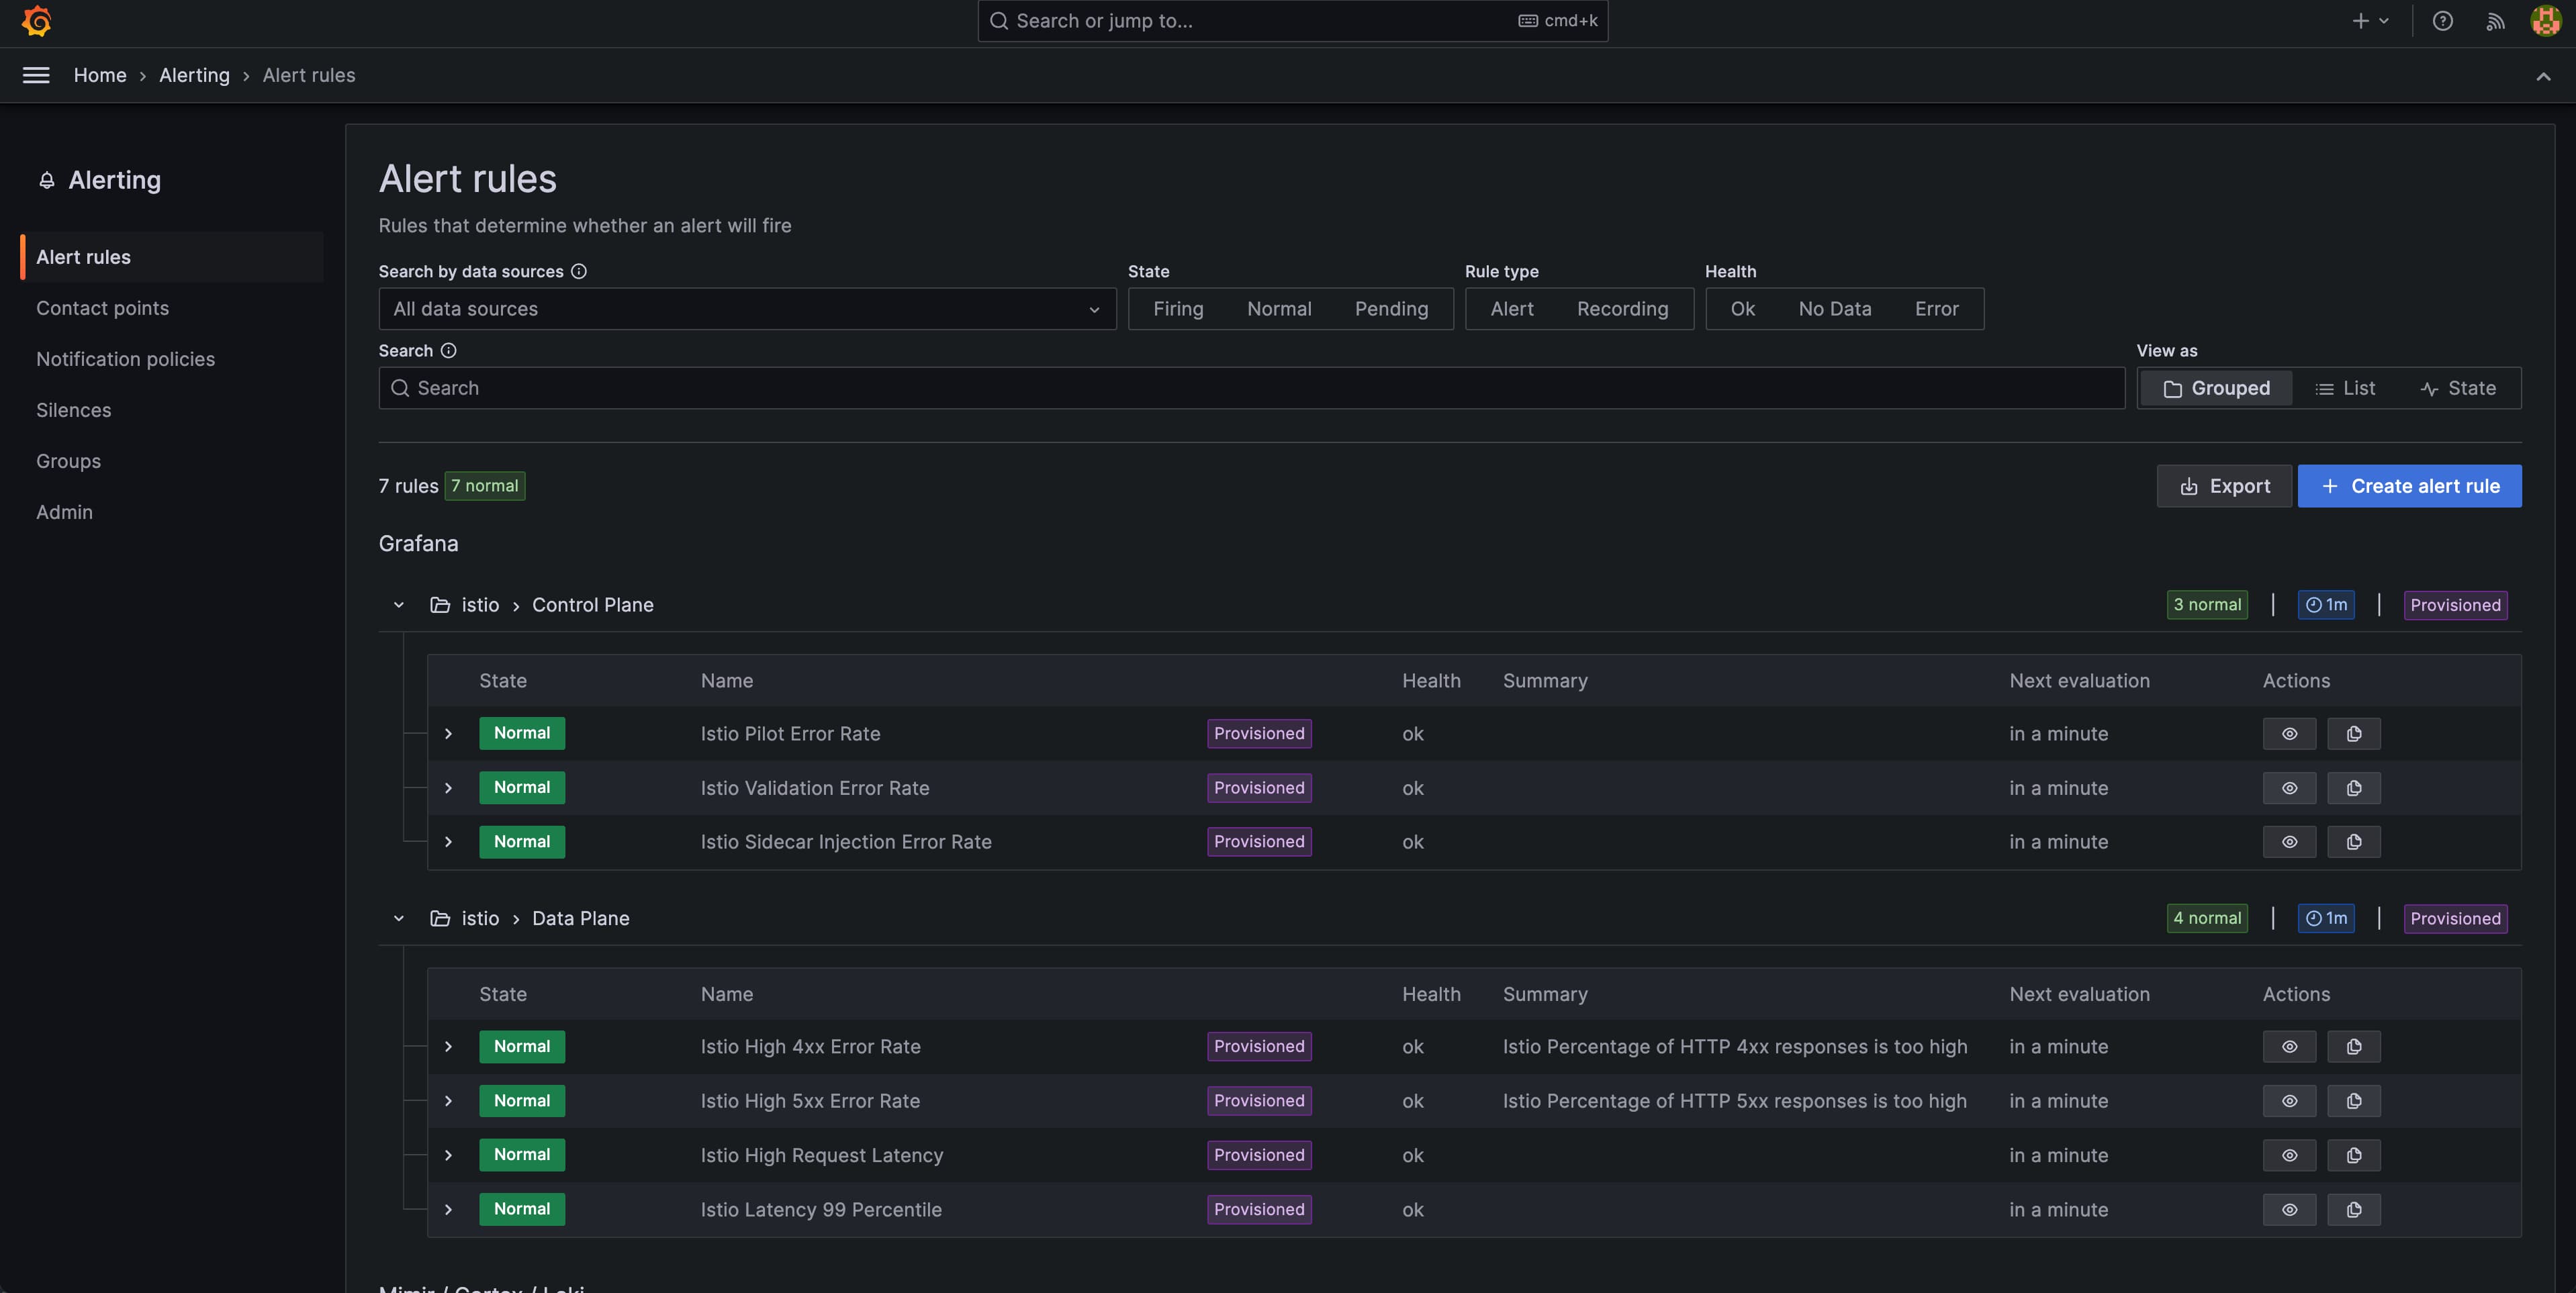 Search or jump to... cmd+k
Home › Alerting › Alert rules
Alerting
Alert rules
Contact points
Notification policies
Silences
Groups
Admin
Alert rules
Rules that determine whether an alert will fire
Search by data sources State Rule type Health
All data sources Firing Normal Pending Alert Recording Ok No Data Error
Search View as
Search Grouped List State
7 rules 7 normal Export + Create alert rule
Grafana
istio › Control Plane 3 normal | 1m | Provisioned
State Name Health Summary Next evaluation Actions
Normal Istio Pilot Error Rate Provisioned ok in a minute
Normal Istio Validation Error Rate Provisioned ok in a minute
Normal Istio Sidecar Injection Error Rate Provisioned ok in a minute
istio › Data Plane 4 normal | 1m | Provisioned
State Name Health Summary Next evaluation Actions
Normal Istio High 4xx Error Rate Provisioned ok Istio Percentage of HTTP 4xx responses is too high in a minute
Normal Istio High 5xx Error Rate Provisioned ok Istio Percentage of HTTP 5xx responses is too high in a minute
Normal Istio High Request Latency Provisioned ok in a minute
Normal Istio Latency 99 Percentile Provisioned ok in a minute
Mimir / Cortex / Loki